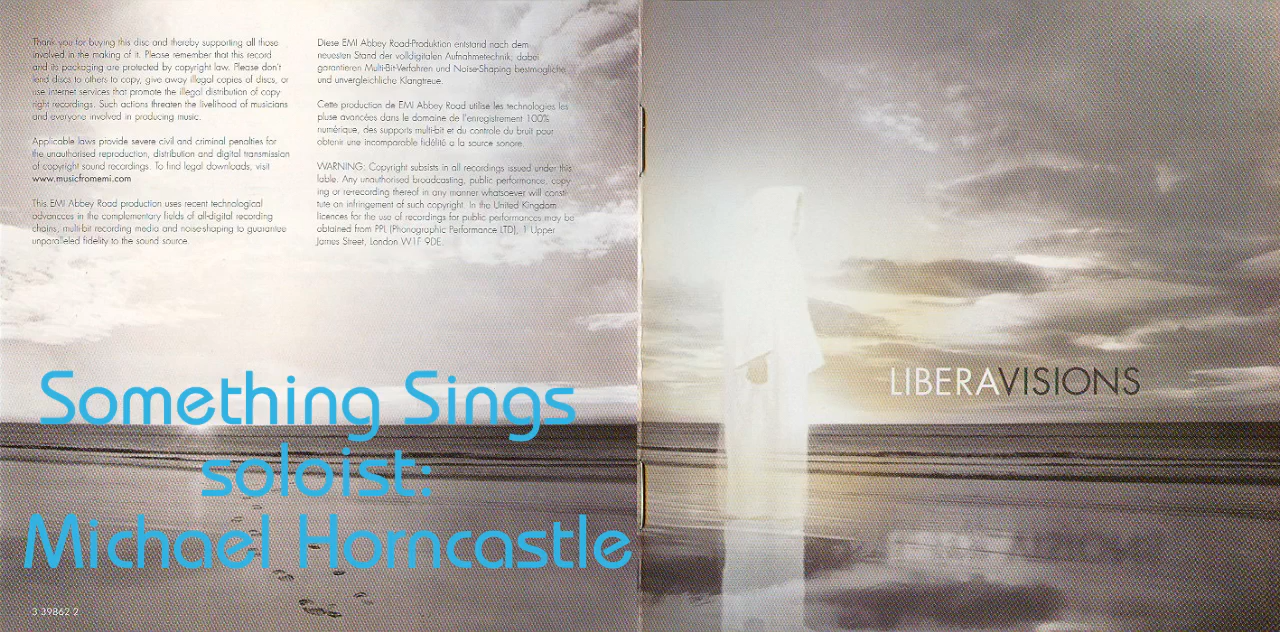 Thank you for buying this disc and thereby supporting all those
involved in the making of it. Please remember that this record
and its packaging are protected by copyright law. Please don't
lend discs to others to copy, give away illegal copies of discs, or
use internet services that promote the illegal distribution of copy-
right recordings. Such actions threaten the livelihood of musicians
and everyone involved in producing music.
Applicable laws provide severe civil and criminal penalties for
the unauthorised reproduction, distribution and digital transmission
of copyright sound recordings. To find legal downloads, visit
www.musicfromemi.com
This EMI Abbey Road production uses recent technological
advancces in the complementary fields of all-digital recording
chains, multi-bit recording media and noise-shaping to guarantee
unparalleled fidelity to the sound source.
Diese EMI Abbey Road-Produktion entstand nach dem
neuesten Stand der volldigitalen Aufnahmetechnik, dabei
garantieren Multi-Bit-Verfahren und Noise-Shaping bestmögliche
und unvergleichliche Klangtreue.
Cette production de EMI Abbey Road utilise les technologies les
pluse avancées dans le domaine de l'enregistrement 100%
numérique, des supports multi-bit et du controle du bruit pour
obtenir une incomparable fidélité a la source sonore.
WARNING: Copyright subsists in all recordings issued under this
lable. Any unauthorised broadcasting, public performance, copy-
ing or re-recording thereof in any manner whatsoever will consti-
tute an infringement of such copyright. In the United Kingdom
licences for the use of recordings for public performances may be
obtained from PPL (Phonographic Performance LTD), 1 Upper
James Street, London W1F 9DE.
Something Sings
soloist:
Michael Horncastle
3 39862 2
LIBERAVISIONS